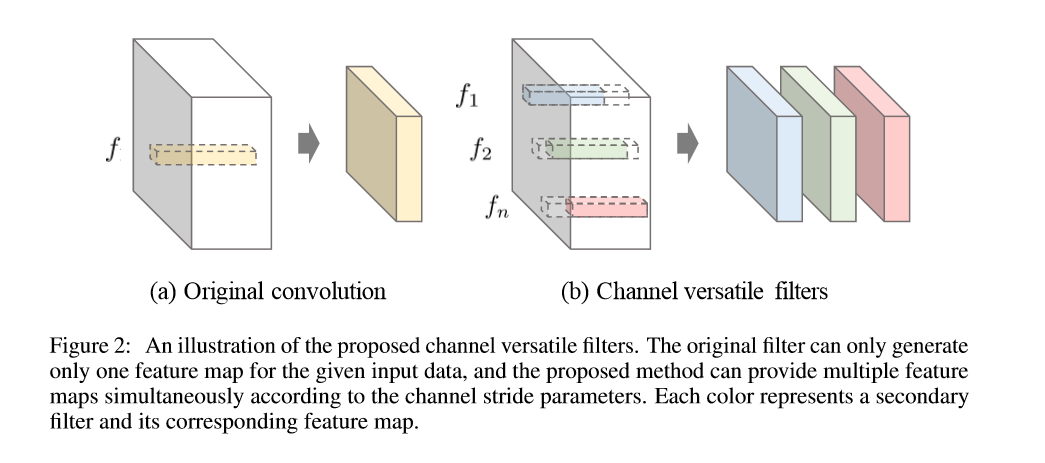 f
f1
f2
fn
(a) Original convolution
(b) Channel versatile filters
Figure 2: An illustration of the proposed channel versatile filters. The original filter can only generate
only one feature map for the given input data, and the proposed method can provide multiple feature
maps simultaneously according to the channel stride parameters. Each color represents a secondary
filter and its corresponding feature map.